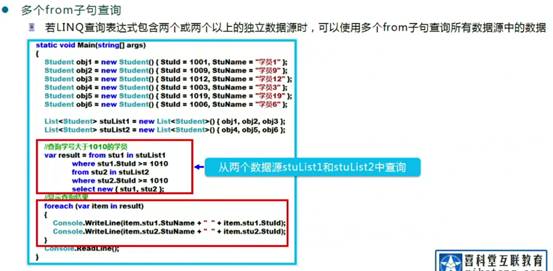 多个from子句查询
若LINQ查询表达式包含两个或两个以上的独立数据源时,可以使用多个from子句查询所有数据源中的数据
static void Main(string[] args)
{
Student obj1 = new Student() { StuId = 1001, StuName = "学员1" };
Student obj2 = new Student() { StuId = 1009, StuName = "学员9" };
Student obj3 = new Student() { StuId = 1012, StuName = "学员12" };
Student obj4 = new Student() { StuId = 1003, StuName = "学员3" };
Student obj5 = new Student() { StuId = 1019, StuName = "学员19" };
Student obj6 = new Student() { StuId = 1006, StuName = "学员6" };
List<Student> stuList1 = new List<Student>() { obj1, obj2, obj3 };
List<Student> stuList2 = new List<Student>() { obj4, obj5, obj6 };
//查询学号大于1010的学员
var result = from stu1 in stuList1
where stu1.StuId >= 1010
from stu2 in stuList2
where stu2.StuId >= 1010
select new { stu1, stu2 };
从两个数据源stuList1和stuList2中查询
//显示查询结果
foreach (var item in result)
{
Console.WriteLine(item.stu1.StuName + " " + item.stu1.StuId);
Console.WriteLine(item.stu2.StuName + " " + item.stu2.StuId);
}
Console.ReadLine();
}
喜科堂互联教育